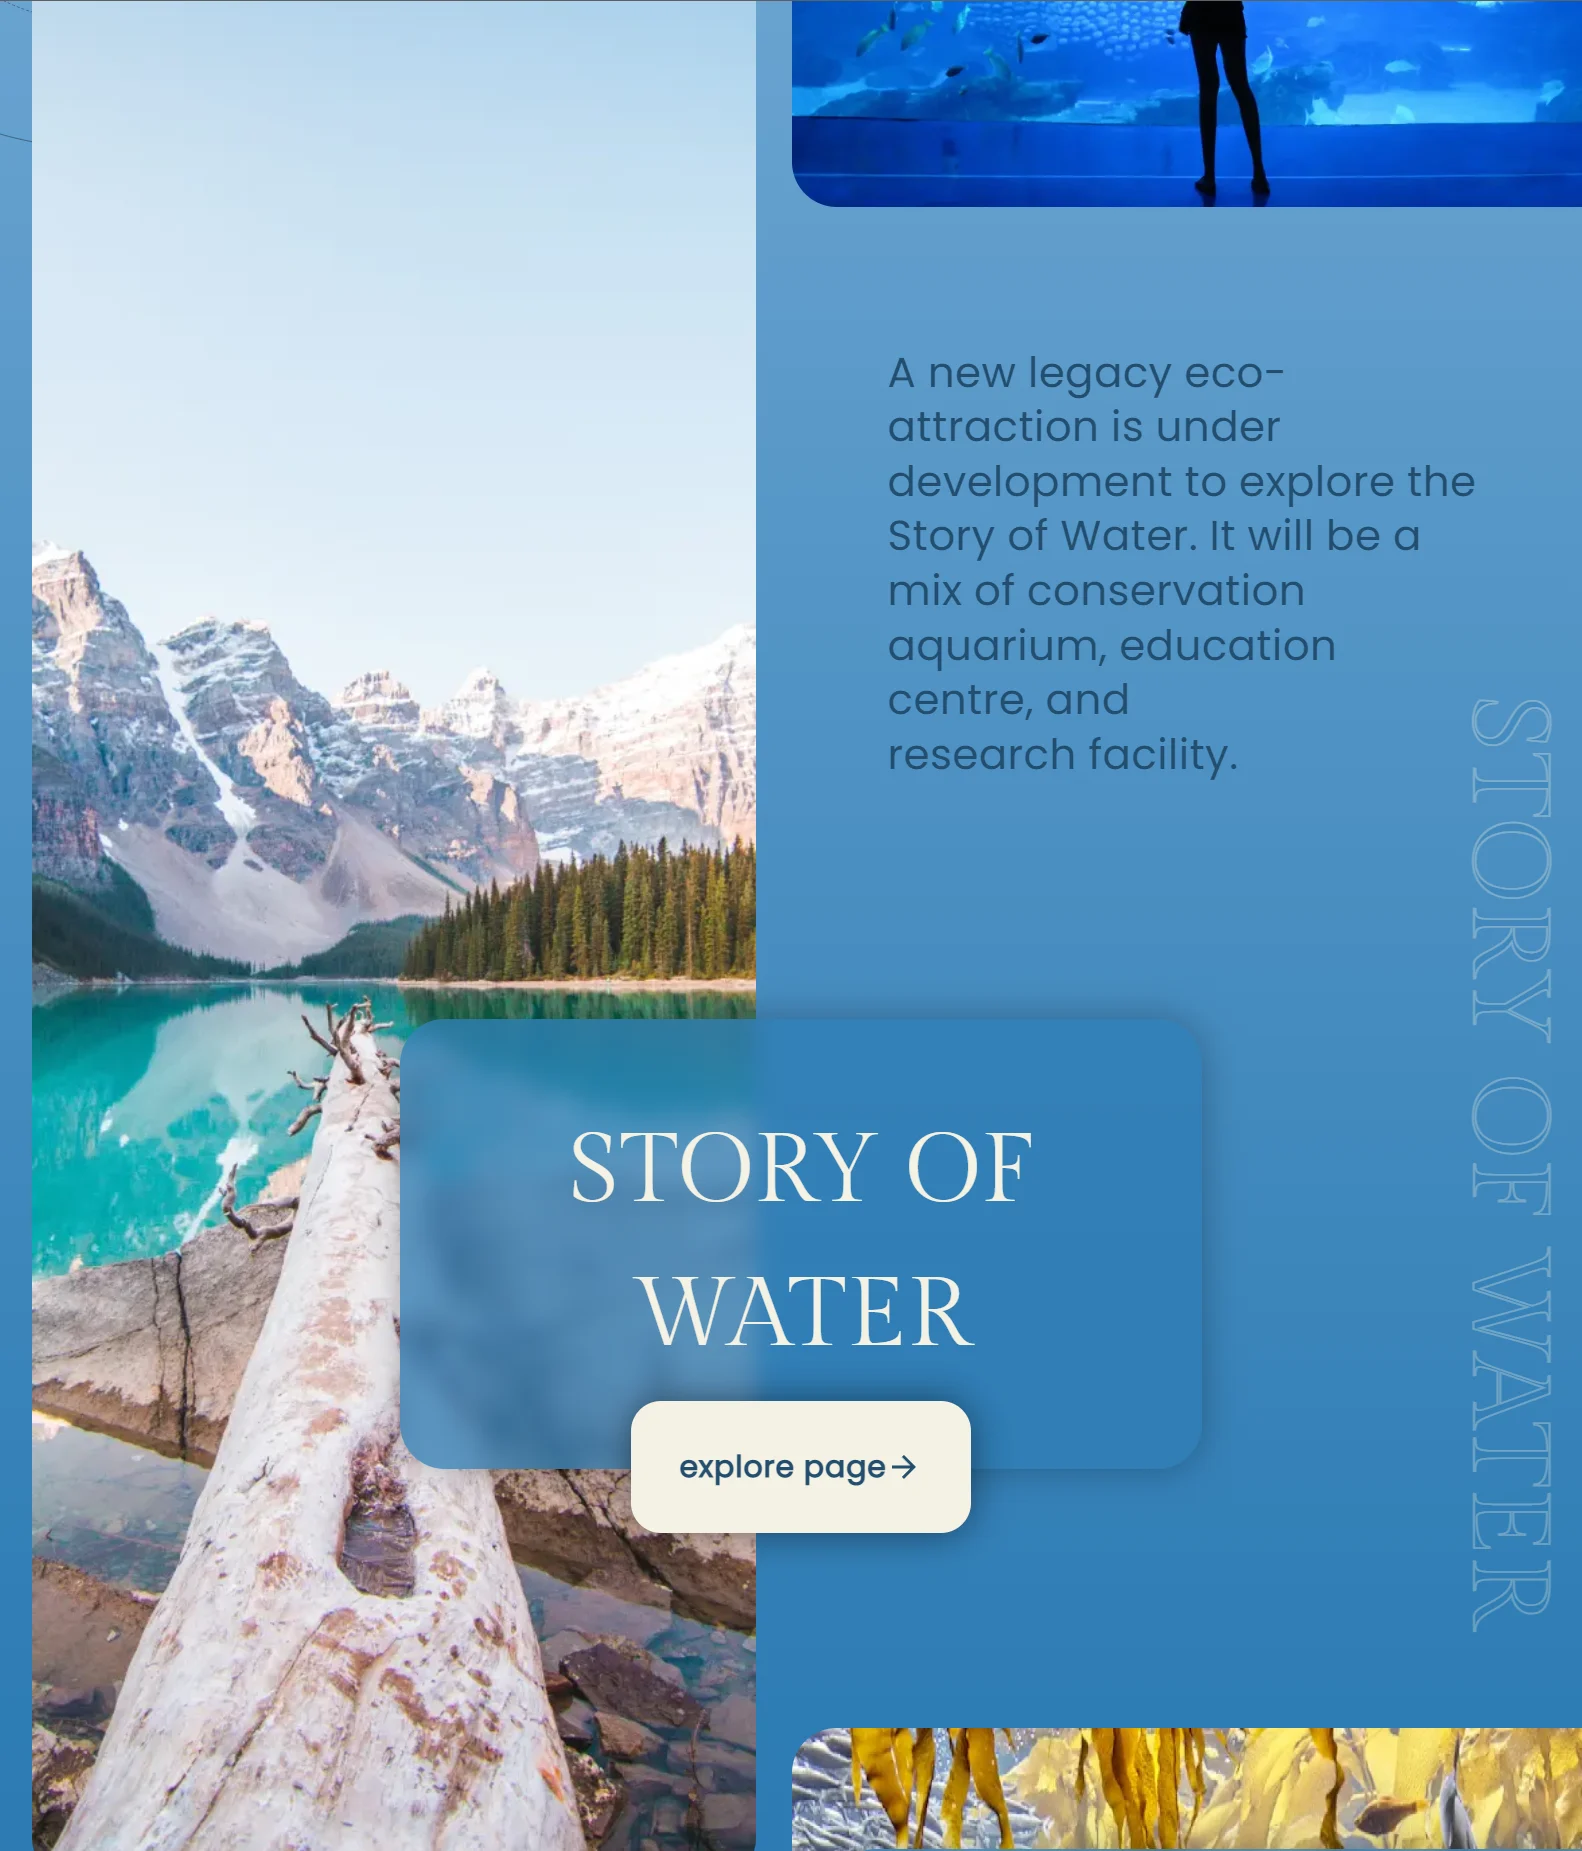 A new legacy eco-
attraction is under
development to explore the
Story of Water. It will be a
mix of conservation
aquarium, education
centre, and
research facility.
STORY OF WATER
STORY OF
WATER
explore page→